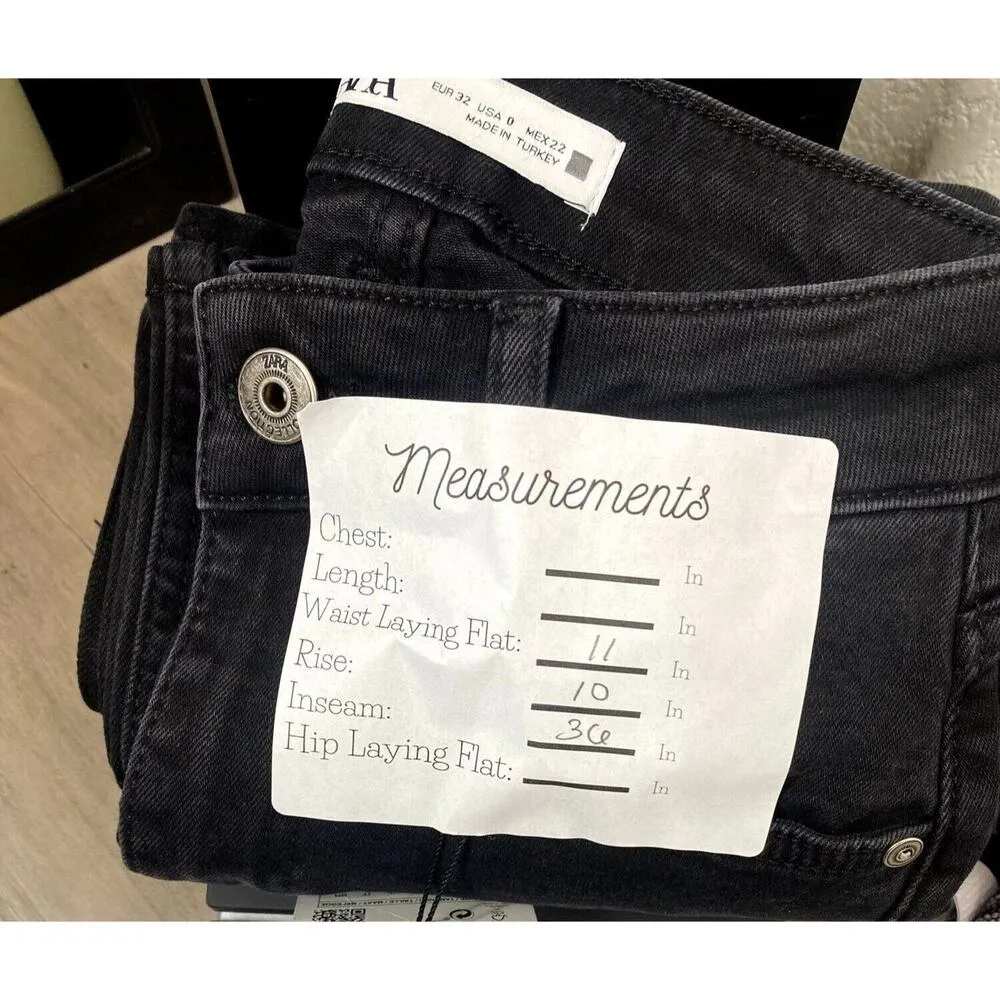 EUR 32 USA 0 MEX 22
MADE IN TURKEY
ZARA
COLLECTION
Measurements
Chest: In
Length: In
Waist Laying Flat: 11 In
Rise: 10 In
Inseam: 36 In
Hip Laying Flat: In